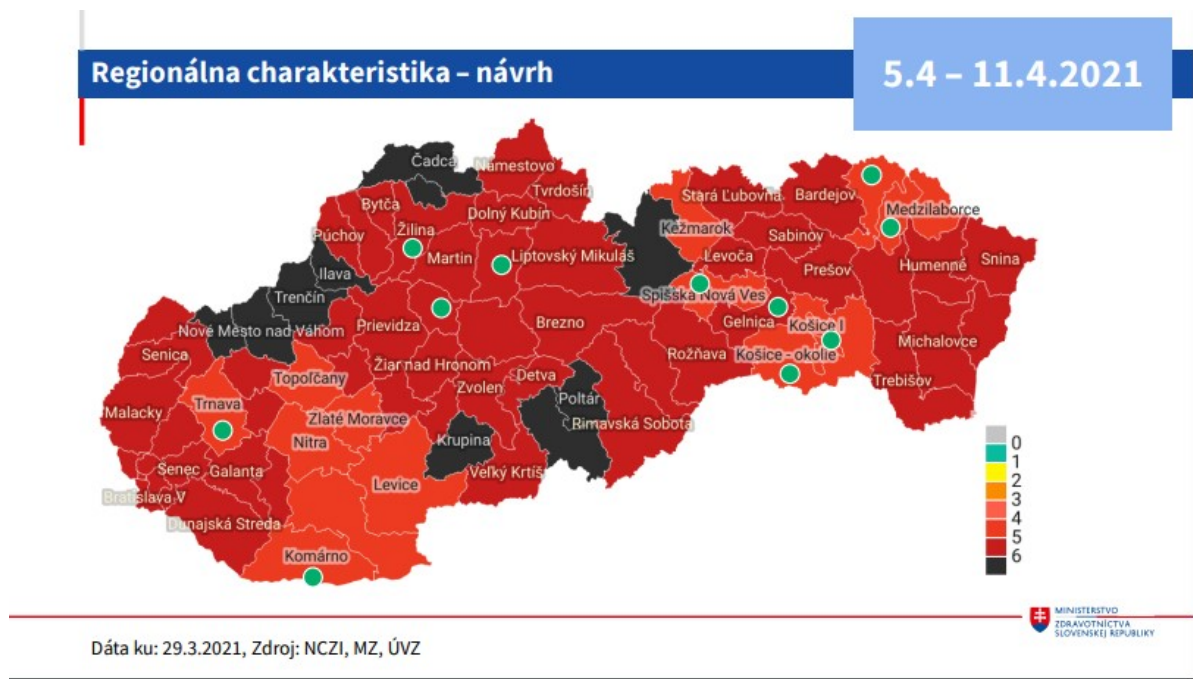 Regionálna charakteristika – návrh
5.4 – 11.4.2021
Čadca
Námestovo
Tvrdošín
Bytča
Dolný Kubín
Stará Ľubovňa
Bardejov
Medzilaborce
Púchov
Žilina
Kežmarok
Sabinov
Martin
Liptovský Mikuláš
Levoča
Ilava
Prešov
Humenné
Snina
Trenčín
Spišská Nová Ves
Nové Mesto nad Váhom
Prievidza
Brezno
Gelnica
Košice I
Michalovce
Senica
Rožňava
Košice - okolie
Žiar nad Hronom
Topoľčany
Detva
Trebišov
Zvolen
Poltár
Trnava
Malacky
Zlaté Moravce
Rimavská Sobota
Nitra
Krupina
Senec
Galanta
Veľký Krtíš
Levice
Bratislava V
Dunajská Streda
Komárno
0
1
2
3
4
5
6
MINISTERSTVO
ZDRAVOTNÍCTVA
SLOVENSKEJ REPUBLIKY
Dáta ku: 29.3.2021, Zdroj: NCZI, MZ, ÚVZ